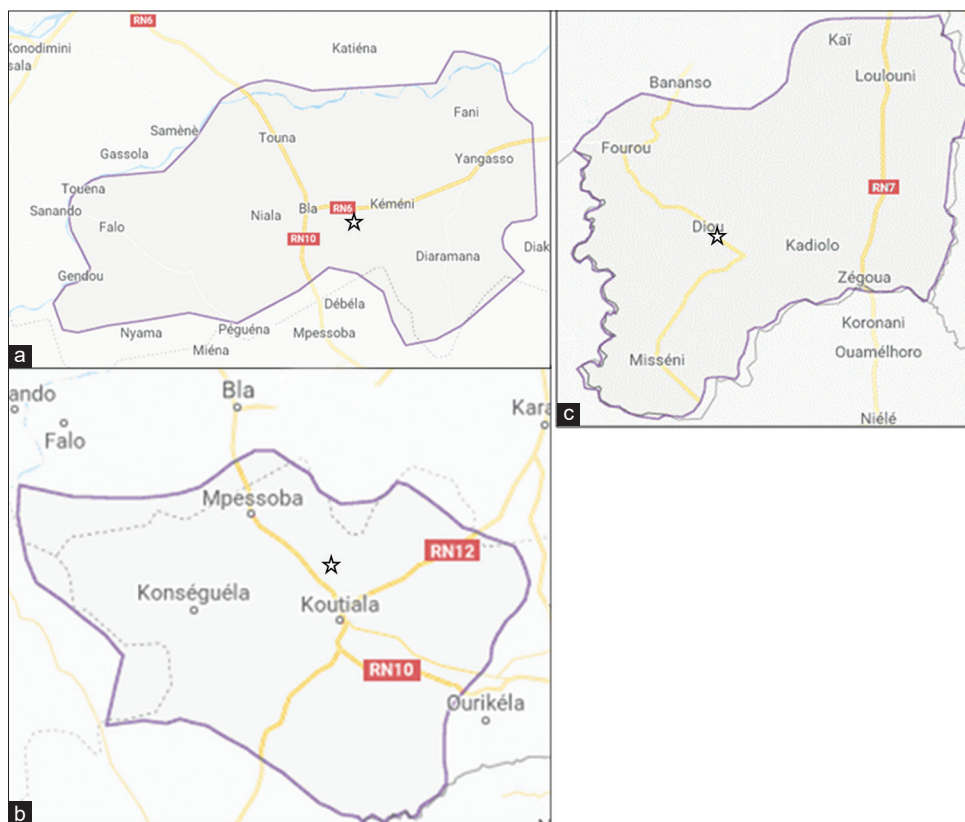 RN6
Konodimini
sala
Katiéna
Fani
Samènè
Touna
Gassola
Yangasso
Touena
Sanando
Falo
Niala
Bla
RN6
Kéméni
RN10
Diaramana
Diak
Gendou
Débéla
Nyama
Péguéna
Mpessoba
Miéna
a
Kaï
Loulouni
Bananso
Fourou
RN7
Diou
Kadiolo
Zégoua
Koronani
Ouamélhoro
Misséni
Niélé
c
ando
Falo
Bla
Kara
Mpessoba
RN12
Konséguéla
Koutiala
RN10
Ourikéla
b